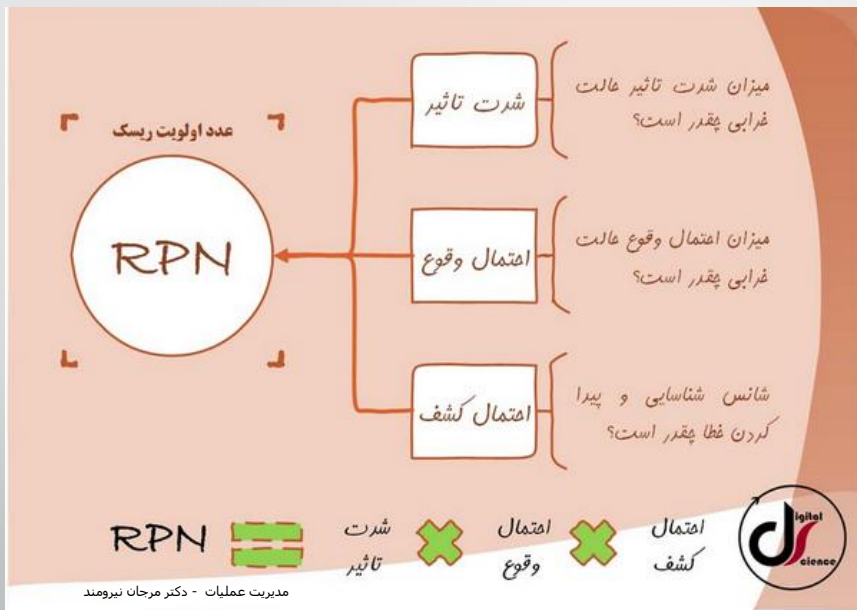 عدد اولویت ریسک
RPN
شدت تاثیر
میزان شدت تاثیر حالت
خرابی چقدر است؟
احتمال وقوع
میزان احتمال وقوع حالت
خرابی چقدر است؟
احتمال کشف
شانس شناسایی و پیدا
کردن خطا چقدر است؟
RPN
شدت
تاثیر
احتمال
وقوع
احتمال
کشف
digital
science
مدیریت عملیات - دکتر مرجان نیرومند